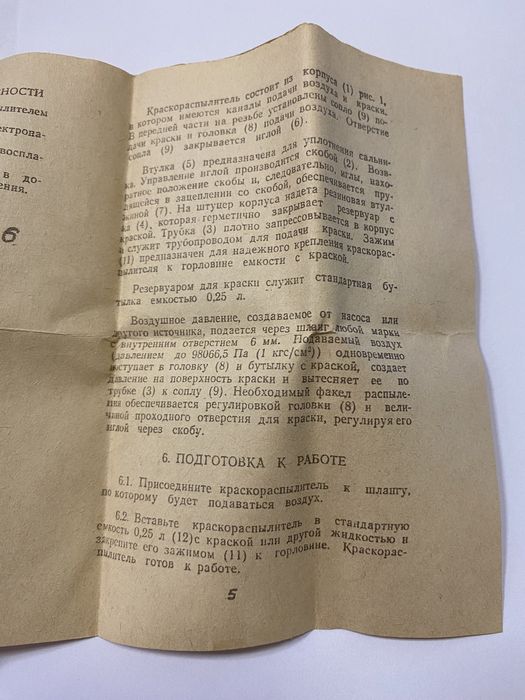 НОСТИ
ылителем
ектропа-
воспла-
в до-
ения.
6
Краскораспылитель состоит из корпуса (1) рис. 1,
в котором имеются каналы подачи воздуха и краски.
В передней части на резьбе установлены сопло (9) по-
дачи краски и головка (8) подачи воздуха. Отверстие
сопла (9) закрывается иглой (6).
Втулка (5) предназначена для уплотнения сальни-
ка. Управление иглой производится скобой (2). Возв-
ратное положение скобы и, следовательно, иглы, нахо-
дящейся в зацеплении со скобой, обеспечивается пру-
жиной (7). На штуцер корпуса надета резиновая втул-
ка (4), которая герметично закрывает резервуар с
краской. Трубка (3) плотно запрессовывается в корпус
и служит трубопроводом для подачи краски. Зажим
(11) предназначен для надежного крепления краскорас-
пылителя к горловине емкости с краской.
Резервуаром для краски служит стандартная бу-
тылка емкостью 0,25 л.
Воздушное давление, создаваемое от насоса или
другого источника, подается через шланг любой марки
с внутренним отверстием 6 мм. Подаваемый воздух
(давлением до 98066,5 Па (1 кгс/см²)) одновременно
поступает в головку (8) и бутылку с краской, создает
давление на поверхность краски и вытесняет ее по
трубке (3) к соплу (9). Необходимый факел распыле-
ния обеспечивается регулировкой головки (8) и вели-
чиной проходного отверстия для краски, регулируя его
иглой через скобу.
6. ПОДГОТОВКА К РАБОТЕ
6.1. Присоедините краскораспылитель к шлангу,
по которому будет подаваться воздух.
6.2. Вставьте краскораспылитель в стандартную
емкость 0,25 л (12)с краской или другой жидкостью и
закрепите его зажимом (11) к горловине. Краскорас-
пылитель готов к работе.
5